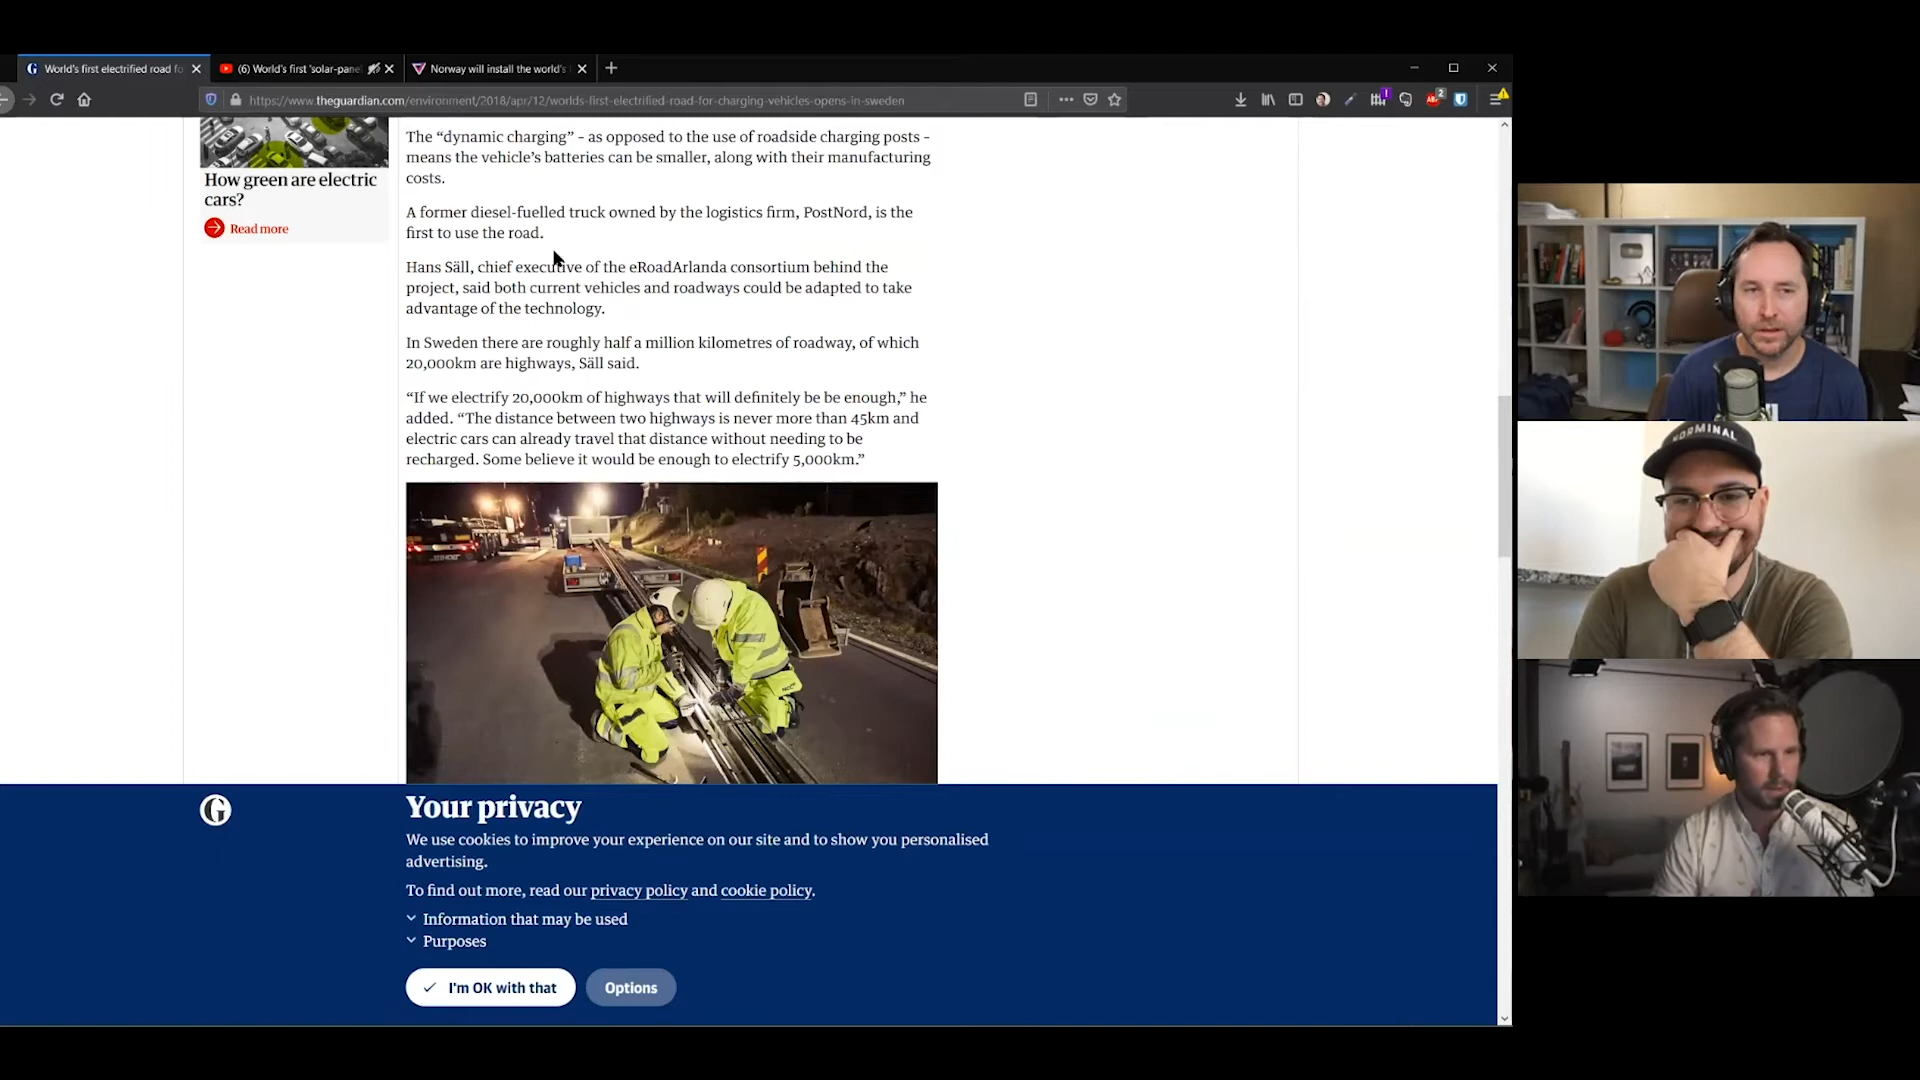 World's first electrified road fo
(6) World's first 'solar-pane
Norway will install the world's
https://www.theguardian.com/environment/2018/apr/12/worlds-first-electrified-road-for-charging-vehicles-opens-in-sweden
2
How green are electric
cars?
Read more
The “dynamic charging” – as opposed to the use of roadside charging posts –
means the vehicle’s batteries can be smaller, along with their manufacturing
costs.
A former diesel-fuelled truck owned by the logistics firm, PostNord, is the
first to use the road.
Hans Säll, chief executive of the eRoadArlanda consortium behind the
project, said both current vehicles and roadways could be adapted to take
advantage of the technology.
In Sweden there are roughly half a million kilometres of roadway, of which
20,000km are highways, Säll said.
“If we electrify 20,000km of highways that will definitely be be enough,” he
added. “The distance between two highways is never more than 45km and
electric cars can already travel that distance without needing to be
recharged. Some believe it would be enough to electrify 5,000km.”
NORMINAL
G
Your privacy
We use cookies to improve your experience on our site and to show you personalised
advertising.
To find out more, read our privacy policy and cookie policy.
Information that may be used
Purposes
I'm OK with that
Options